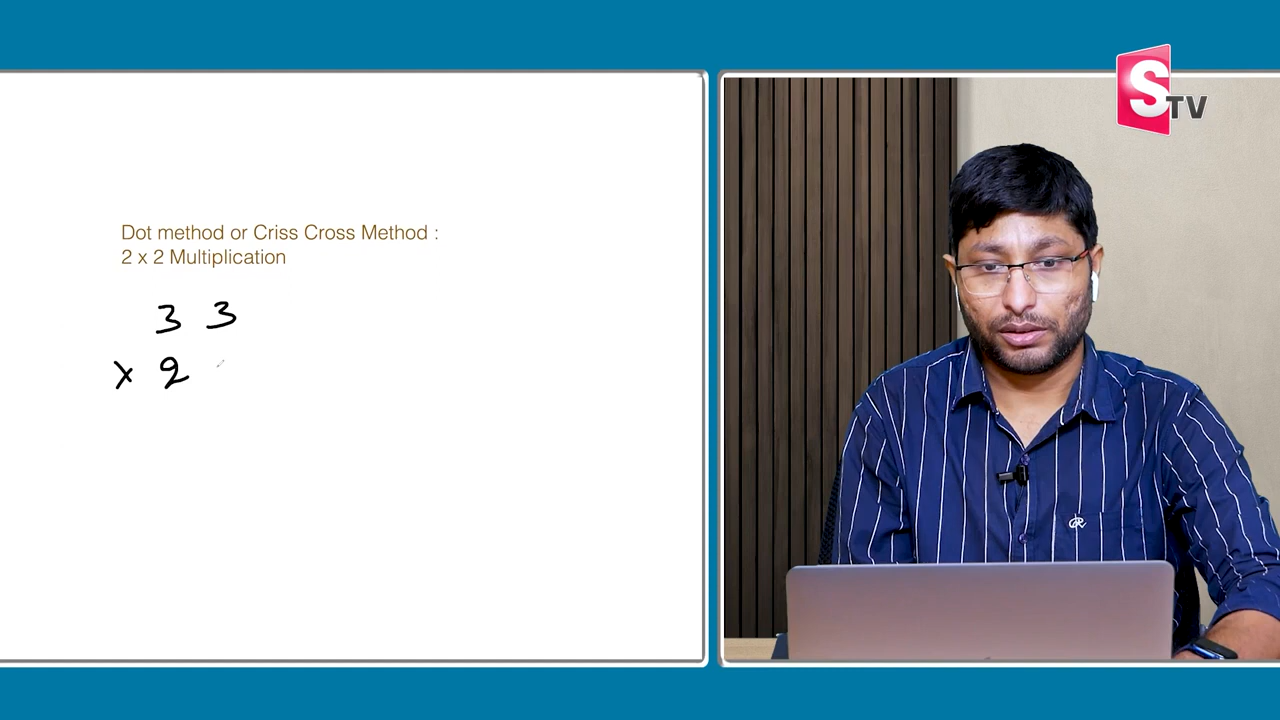 STV
Dot method or Criss Cross Method :
2 x 2 Multiplication
3 3
x 2